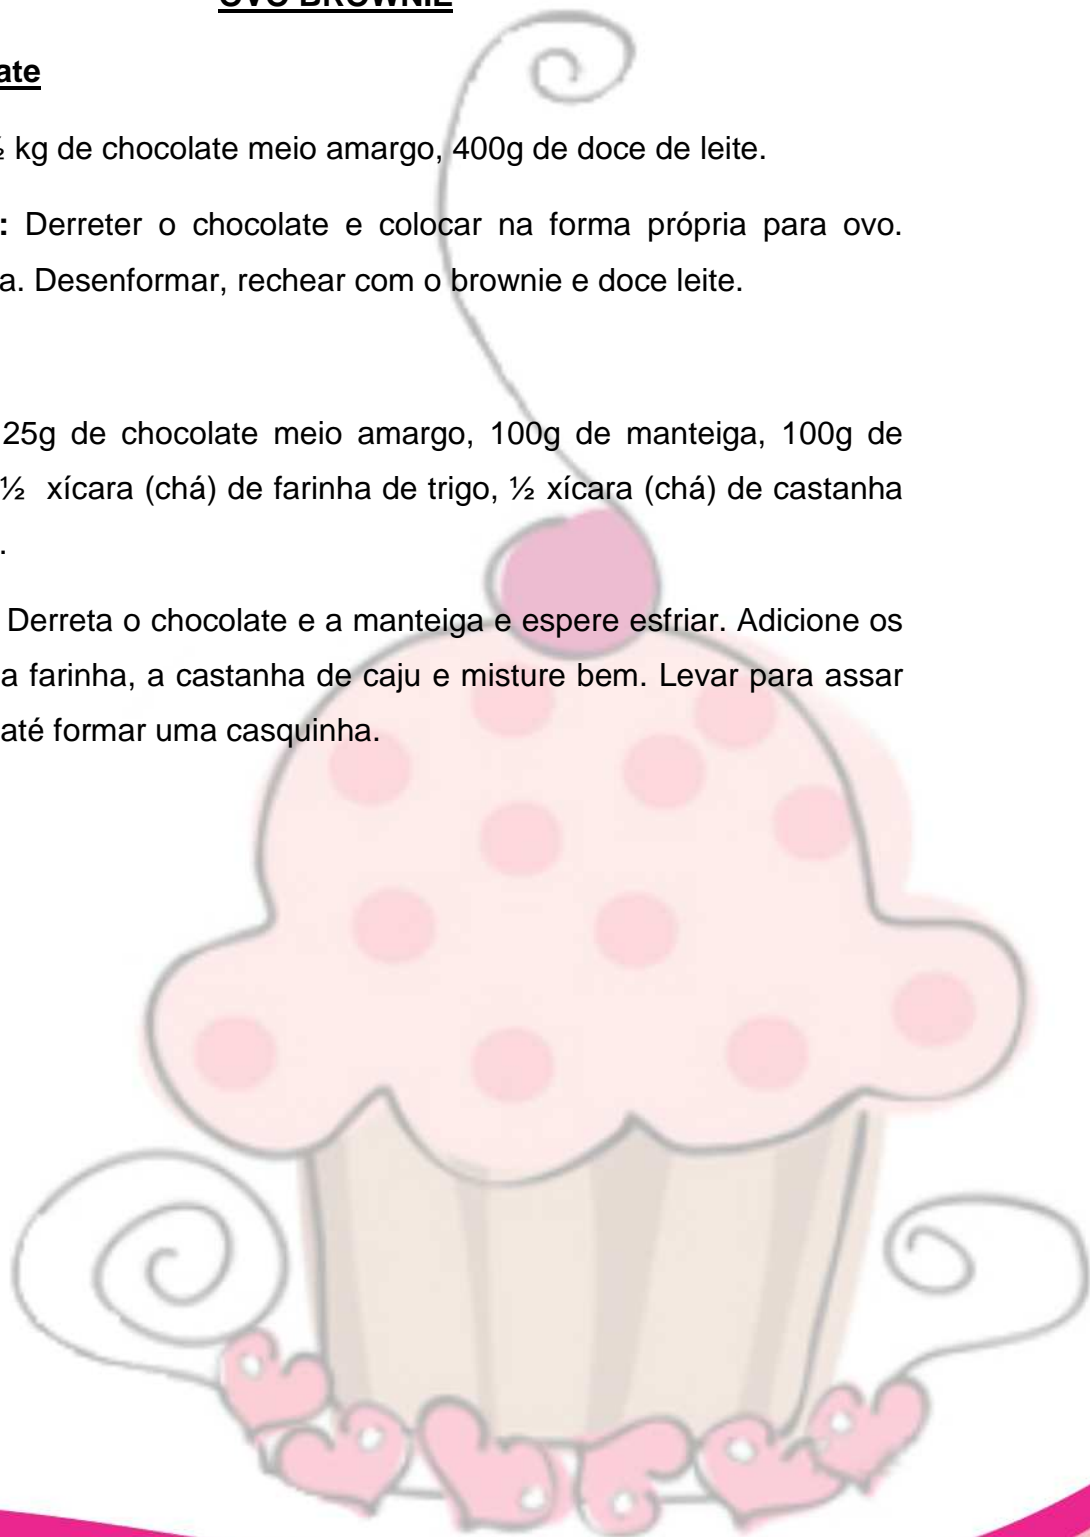 OVO BROWNIE
ate
½ kg de chocolate meio amargo, 400g de doce de leite.
: Derreter o chocolate e colocar na forma própria para ovo.
a. Desenformar, rechear com o brownie e doce leite.
25g de chocolate meio amargo, 100g de manteiga, 100g de
½ xícara (chá) de farinha de trigo, ½ xícara (chá) de castanha
.
Derreta o chocolate e a manteiga e espere esfriar. Adicione os
a farinha, a castanha de caju e misture bem. Levar para assar
até formar uma casquinha.